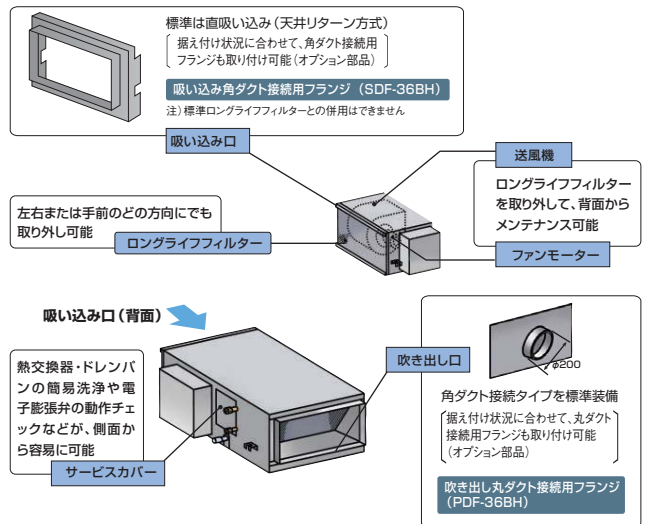 標準は直吸い込み(天井リターン方式)
据え付け状況に合わせて、角ダクト接続用
フランジも取り付け可能(オプション部品)
吸い込み角ダクト接続用フランジ (SDF-36BH)
注)標準ロングライフフィルターとの併用はできません
吸い込み口
送風機
ロングライフフィルター
を取り外して、背面から
メンテナンス可能
ファンモーター
左右または手前のどの方向にでも
取り外し可能
ロングライフフィルター
吸い込み口(背面)
熱交換器・ドレンパ
ンの簡易洗浄や電
子膨張弁の動作チェ
ックなどが、側面か
ら容易に可能
サービスカバー
吹き出し口
φ200
角ダクト接続タイプを標準装備
据え付け状況に合わせて、丸ダクト
接続用フランジも取り付け可能
(オプション部品)
吹き出し丸ダクト接続用フランジ
(PDF-36BH)